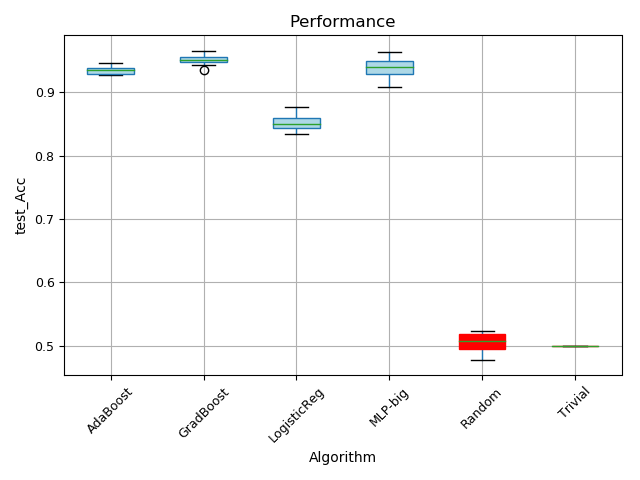 Performance
test_Acc
0.9
0.8
0.7
0.6
0.5
AdaBoost
GradBoost
LogisticReg
MLP-big
Random
Trivial
Algorithm